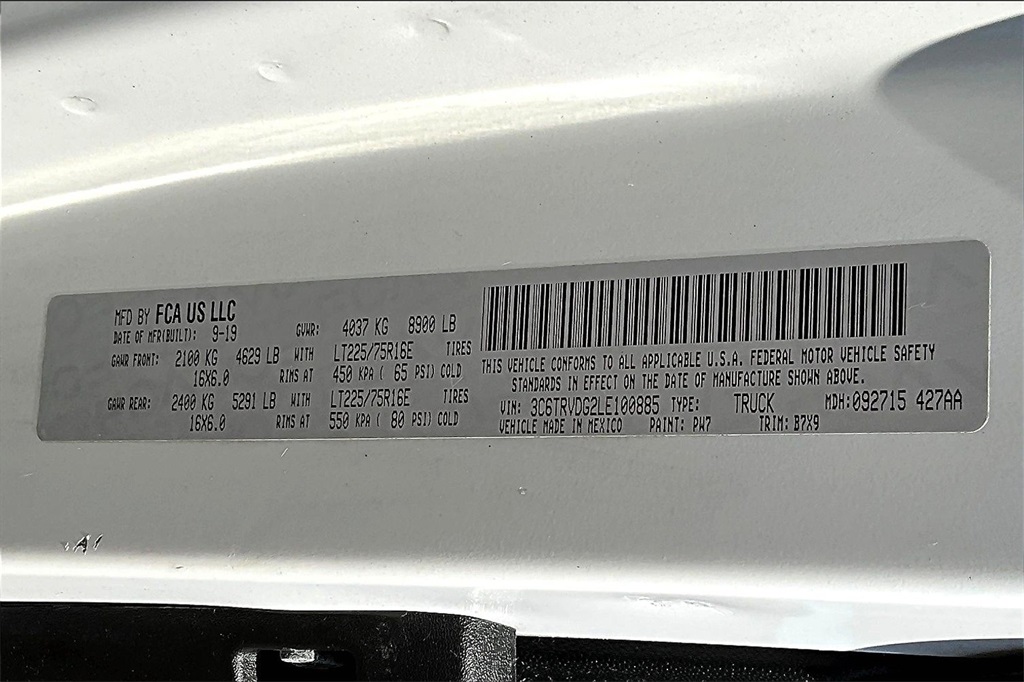 MFD BY FCA US LLC
DATE OF MFR(BUILT): 9-19 GVWR: 4037 KG 8900 LB
GAWR FRONT: 2100 KG 4629 LB WITH LT225/75R16E TIRES
16X6.0 RIMS AT 450 KPA ( 65 PSI) COLD
GAWR REAR: 2400 KG 5291 LB WITH LT225/75R16E TIRES
16X6.0 RIMS AT 550 KPA ( 80 PSI) COLD
THIS VEHICLE CONFORMS TO ALL APPLICABLE U.S.A. FEDERAL MOTOR VEHICLE SAFETY
STANDARDS IN EFFECT ON THE DATE OF MANUFACTURE SHOWN ABOVE.
VIN: 3C6TRVDG2LE100885 TYPE: TRUCK MDH:092715 427AA
VEHICLE MADE IN MEXICO PAINT: PW7 TRIM: B7X9